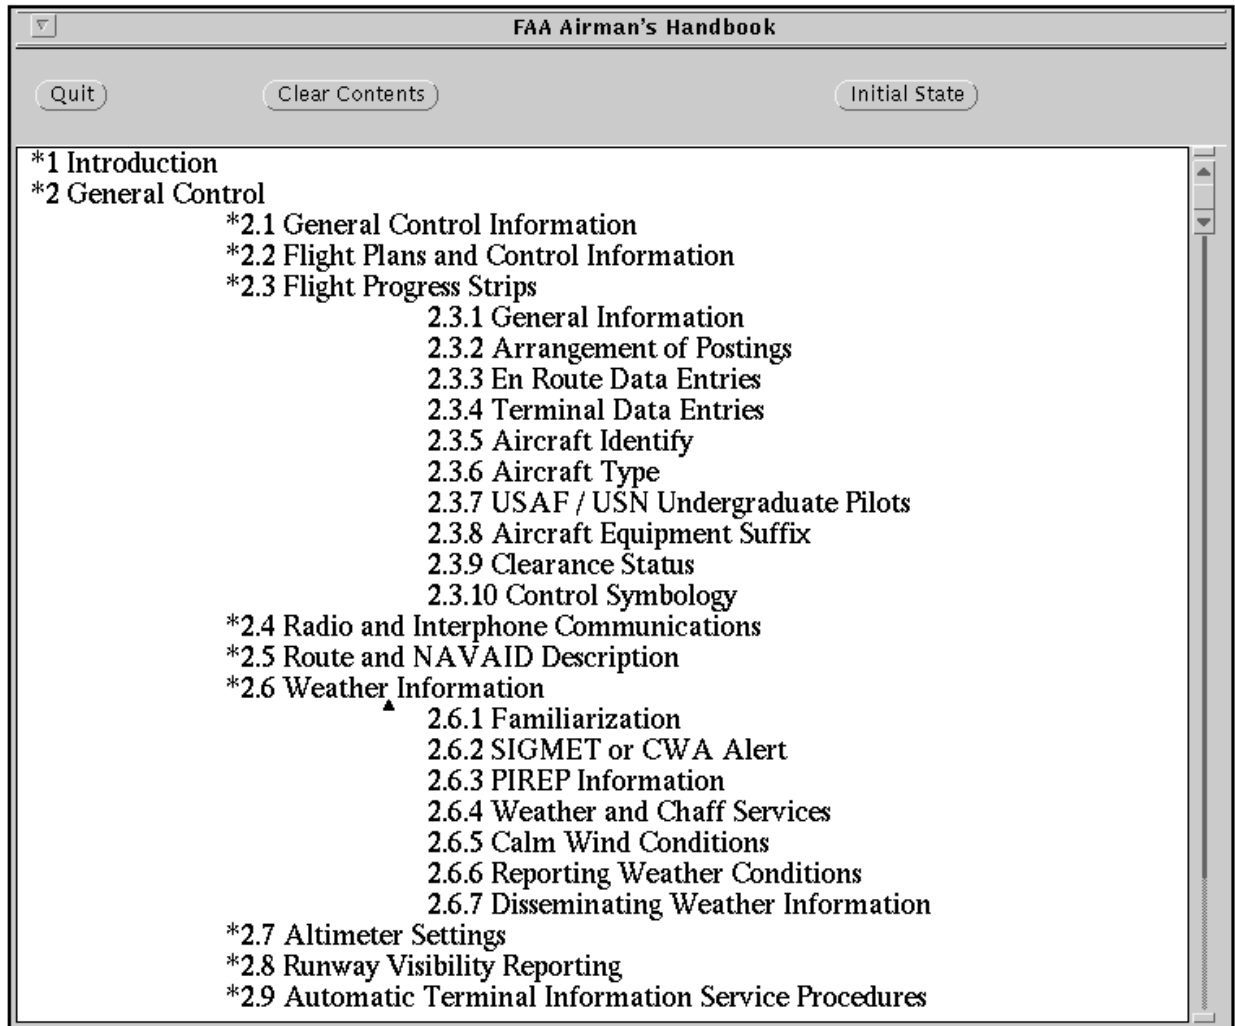 FAA Airman's Handbook
Quit Clear Contents Initial State
*1 Introduction
*2 General Control
*2.1 General Control Information
*2.2 Flight Plans and Control Information
*2.3 Flight Progress Strips
2.3.1 General Information
2.3.2 Arrangement of Postings
2.3.3 En Route Data Entries
2.3.4 Terminal Data Entries
2.3.5 Aircraft Identify
2.3.6 Aircraft Type
2.3.7 USAF / USN Undergraduate Pilots
2.3.8 Aircraft Equipment Suffix
2.3.9 Clearance Status
2.3.10 Control Symbology
*2.4 Radio and Interphone Communications
*2.5 Route and NAVAID Description
*2.6 Weather Information
2.6.1 Familiarization
2.6.2 SIGMET or CWA Alert
2.6.3 PIREP Information
2.6.4 Weather and Chaff Services
2.6.5 Calm Wind Conditions
2.6.6 Reporting Weather Conditions
2.6.7 Disseminating Weather Information
*2.7 Altimeter Settings
*2.8 Runway Visibility Reporting
*2.9 Automatic Terminal Information Service Procedures